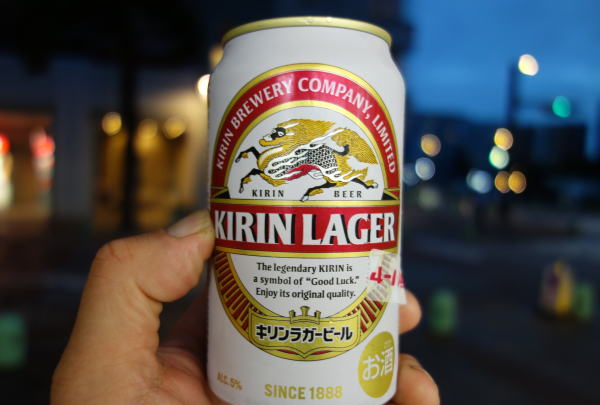 KIRIN BREWERY COMPANY, LIMITED
KIRIN BEER
KIRIN LAGER
The legendary KIRIN is
a symbol of "Good Luck."
Enjoy its original quality.
キリンラガービール
お酒
ALC. 5%
SINCE 1888